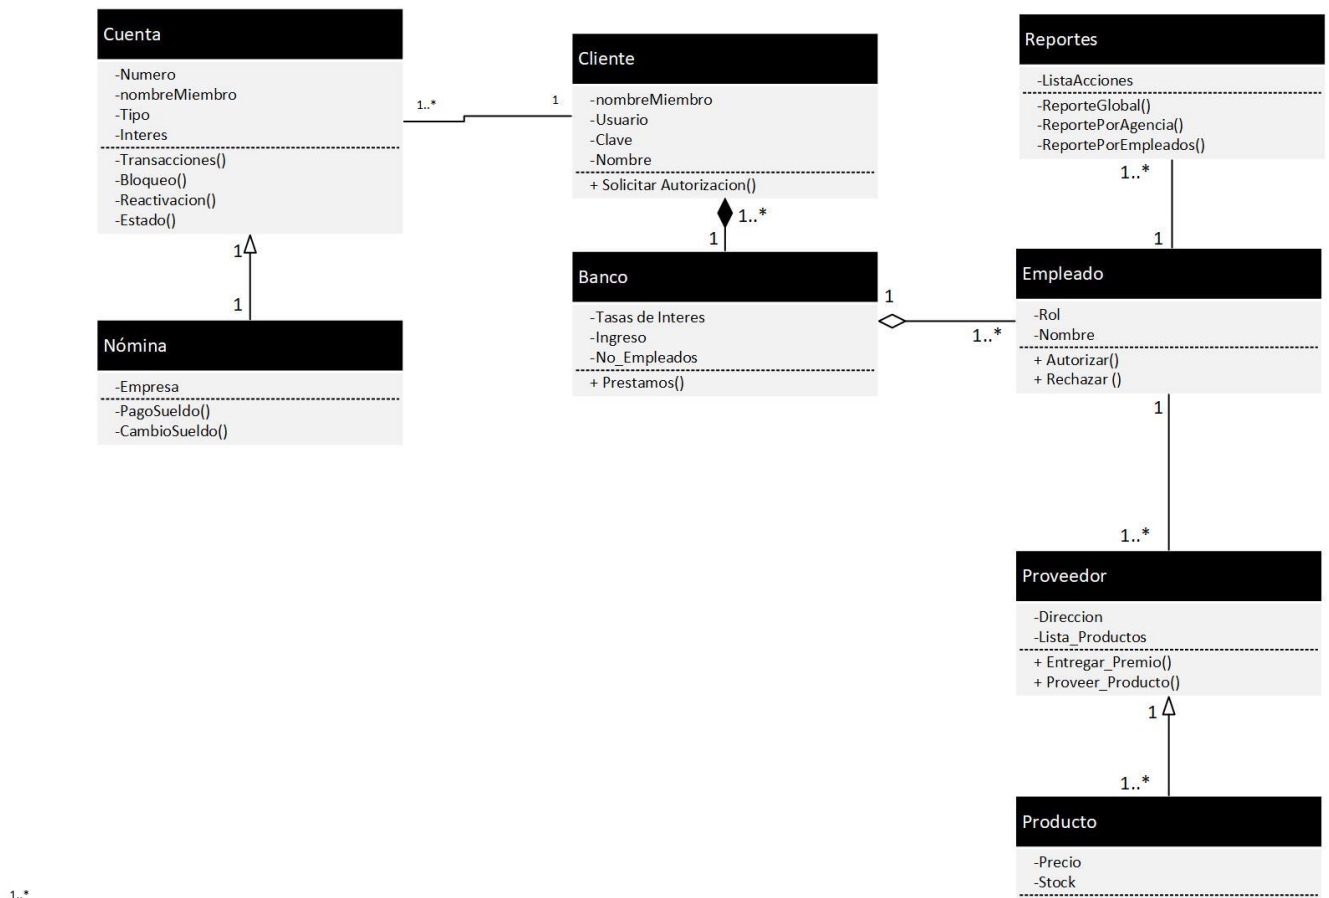 Cuenta
-Numero
-nombreMiembro
-Tipo
-Interes
-Transacciones()
-Bloqueo()
-Reactivacion()
-Estado()
1..*
1
Cliente
-nombreMiembro
-Usuario
-Clave
-Nombre
+ Solicitar Autorizacion()
Reportes
-ListaAcciones
-ReporteGlobal()
-ReportePorAgencia()
-ReportePorEmpleados()
1..*
1
1
1
1..*
1
Nómina
-Empresa
-PagoSueldo()
-CambioSueldo()
Banco
-Tasas de Interes
-Ingreso
-No_Empleados
+ Prestamos()
1
1..*
Empleado
-Rol
-Nombre
+ Autorizar()
+ Rechazar ()
1
1..*
Proveedor
-Direccion
-Lista_Productos
+ Entregar_Premio()
+ Proveer_Producto()
1
1..*
Producto
-Precio
-Stock
1..*